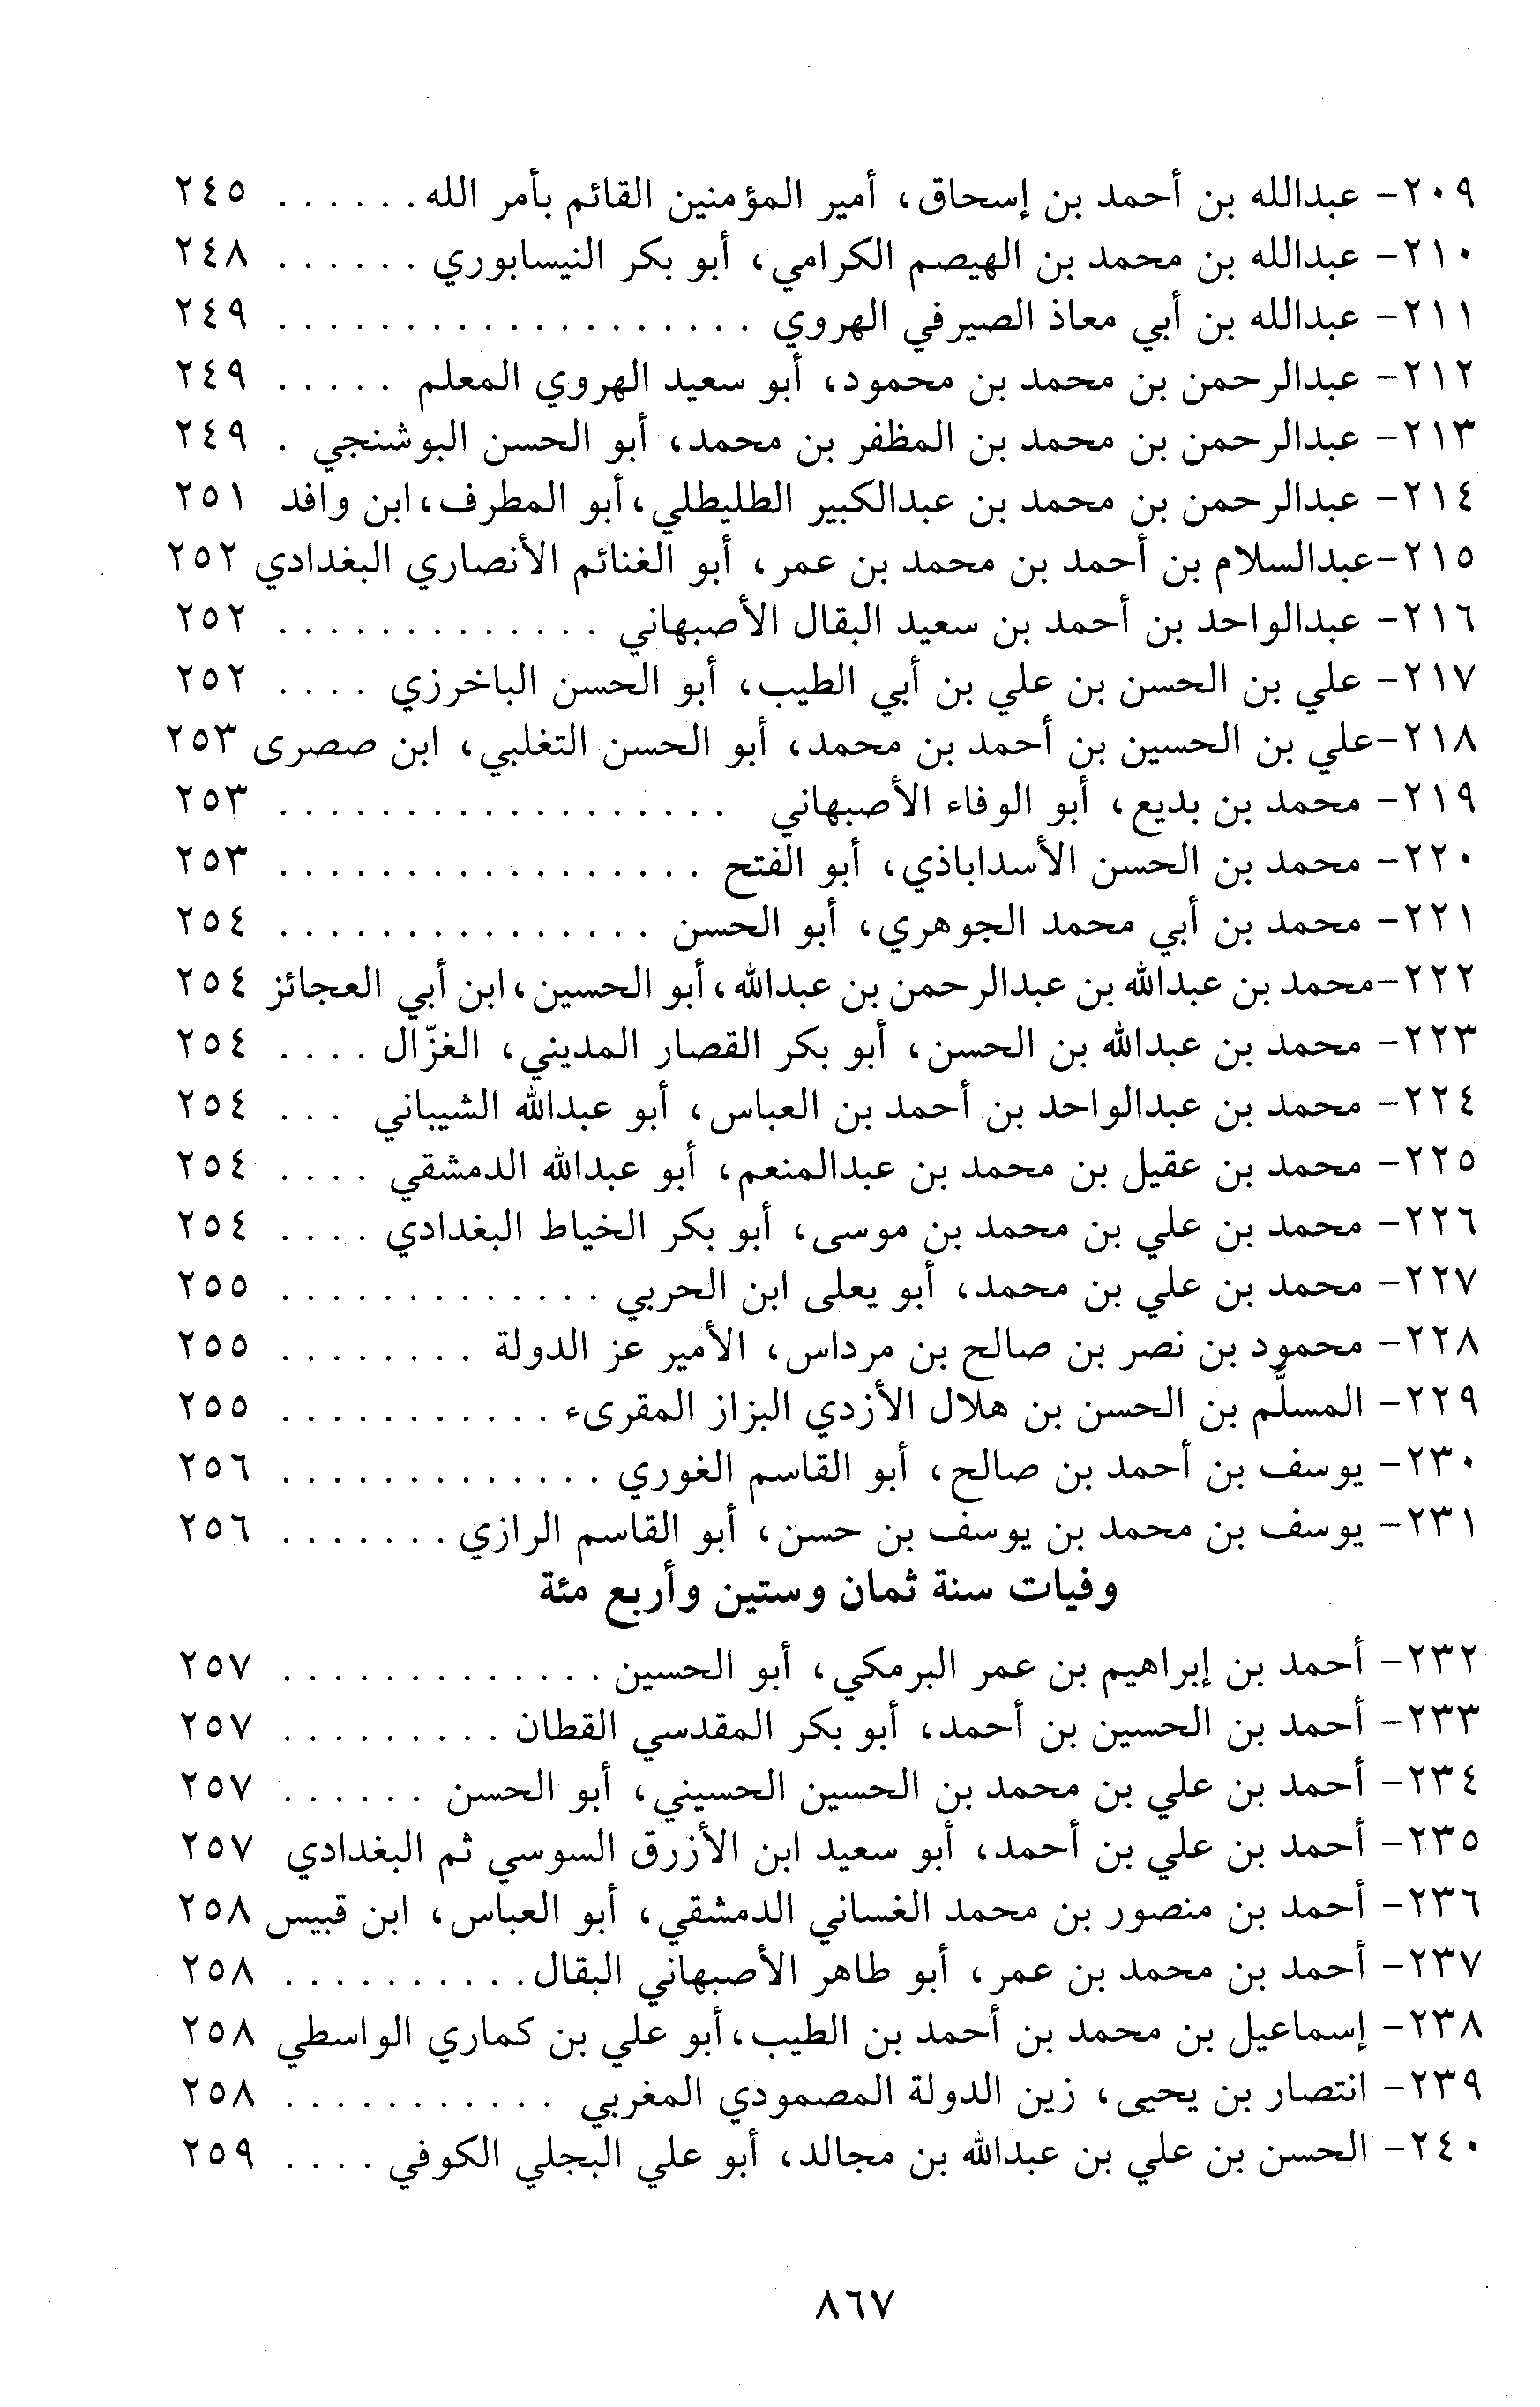 ٢٠٩- عبدالله بن أحمد بن إسحاق، أمير المؤمنين القائم بأمر الله . . . . . . ٢٤٥
٢١٠- عبدالله بن محمد بن الهيصم الكرامي، أبو بكر النيسابوري . . . . . . ٢٤٨
٢١١- عبدالله بن أبي معاذ الصيرفي الهروي . . . . . . . . . . . . . . . . . . . ٢٤٩
٢١٢- عبدالرحمن بن محمد بن محمود، أبو سعيد الهروي المعلم . . . . . ٢٤٩
٢١٣- عبدالرحمن بن محمد بن المظفر بن محمد، أبو الحسن البوشنجي . ٢٤٩
٢١٤- عبدالرحمن بن محمد بن عبدالكبير الطليطلي، أبو المطرف، ابن وافد ٢٥١
٢١٥-عبدالسلام بن أحمد بن محمد بن عمر، أبو الغنائم الأنصاري البغدادي ٢٥٢
٢١٦- عبدالواحد بن أحمد بن سعيد البقال الأصبهاني . . . . . . . . . . . . . ٢٥٢
٢١٧- علي بن الحسن بن علي بن أبي الطيب، أبو الحسن الباخرزي . . . . ٢٥٢
٢١٨-علي بن الحسين بن أحمد بن محمد، أبو الحسن التغلبي، ابن صصرى ٢٥٣
٢١٩- محمد بن بديع، أبو الوفاء الأصبهاني . . . . . . . . . . . . . . . . . . ٢٥٣
٢٢٠- محمد بن الحسن الأسداباذي، أبو الفتح . . . . . . . . . . . . . . . . . ٢٥٣
٢٢١- محمد بن أبي محمد الجوهري، أبو الحسن . . . . . . . . . . . . . . . ٢٥٤
٢٢٢-محمد بن عبدالله بن عبدالرحمن بن عبدالله، أبو الحسين، ابن أبي العجائز ٢٥٤
٢٢٣- محمد بن عبدالله بن الحسن، أبو بكر القصار المديني، الغزّال . . . . ٢٥٤
٢٢٤- محمد بن عبدالواحد بن أحمد بن العباس، أبو عبدالله الشيباني . . . ٢٥٤
٢٢٥- محمد بن عقيل بن محمد بن عبدالمنعم، أبو عبدالله الدمشقي . . . . ٢٥٤
٢٢٦- محمد بن علي بن محمد بن موسى، أبو بكر الخياط البغدادي . . . . ٢٥٤
٢٢٧- محمد بن علي بن محمد، أبو يعلى ابن الحربي . . . . . . . . . . . . . ٢٥٥
٢٢٨- محمود بن نصر بن صالح بن مرداس، الأمير عز الدولة . . . . . . . . ٢٥٥
٢٢٩- المسلَّم بن الحسن بن هلال الأزدي البزاز المقرىء . . . . . . . . . . . ٢٥٥
٢٣٠- يوسف بن أحمد بن صالح، أبو القاسم الغوري . . . . . . . . . . . . . ٢٥٦
٢٣١- يوسف بن محمد بن يوسف بن حسن، أبو القاسم الرازي . . . . . . . ٢٥٦
وفيات سنة ثمان وستين وأربع مئة
٢٣٢- أحمد بن إبراهيم بن عمر البرمكي، أبو الحسين . . . . . . . . . . . . . ٢٥٧
٢٣٣- أحمد بن الحسين بن أحمد، أبو بكر المقدسي القطان . . . . . . . . . ٢٥٧
٢٣٤- أحمد بن علي بن محمد بن الحسين الحسيني، أبو الحسن . . . . . . ٢٥٧
٢٣٥- أحمد بن علي بن أحمد، أبو سعيد ابن الأزرق السوسي ثم البغدادي ٢٥٧
٢٣٦- أحمد بن منصور بن محمد الغساني الدمشقي، أبو العباس، ابن قبيس ٢٥٨
٢٣٧- أحمد بن محمد بن عمر، أبو طاهر الأصبهاني البقال . . . . . . . . . . ٢٥٨
٢٣٨- إسماعيل بن محمد بن أحمد بن الطيب، أبو علي بن كماري الواسطي ٢٥٨
٢٣٩- انتصار بن يحيى، زين الدولة المصمودي المغربي . . . . . . . . . . . ٢٥٨
٢٤٠- الحسن بن علي بن عبدالله بن مجالد، أبو علي البجلي الكوفي . . . . ٢٥٩
٨٦٧